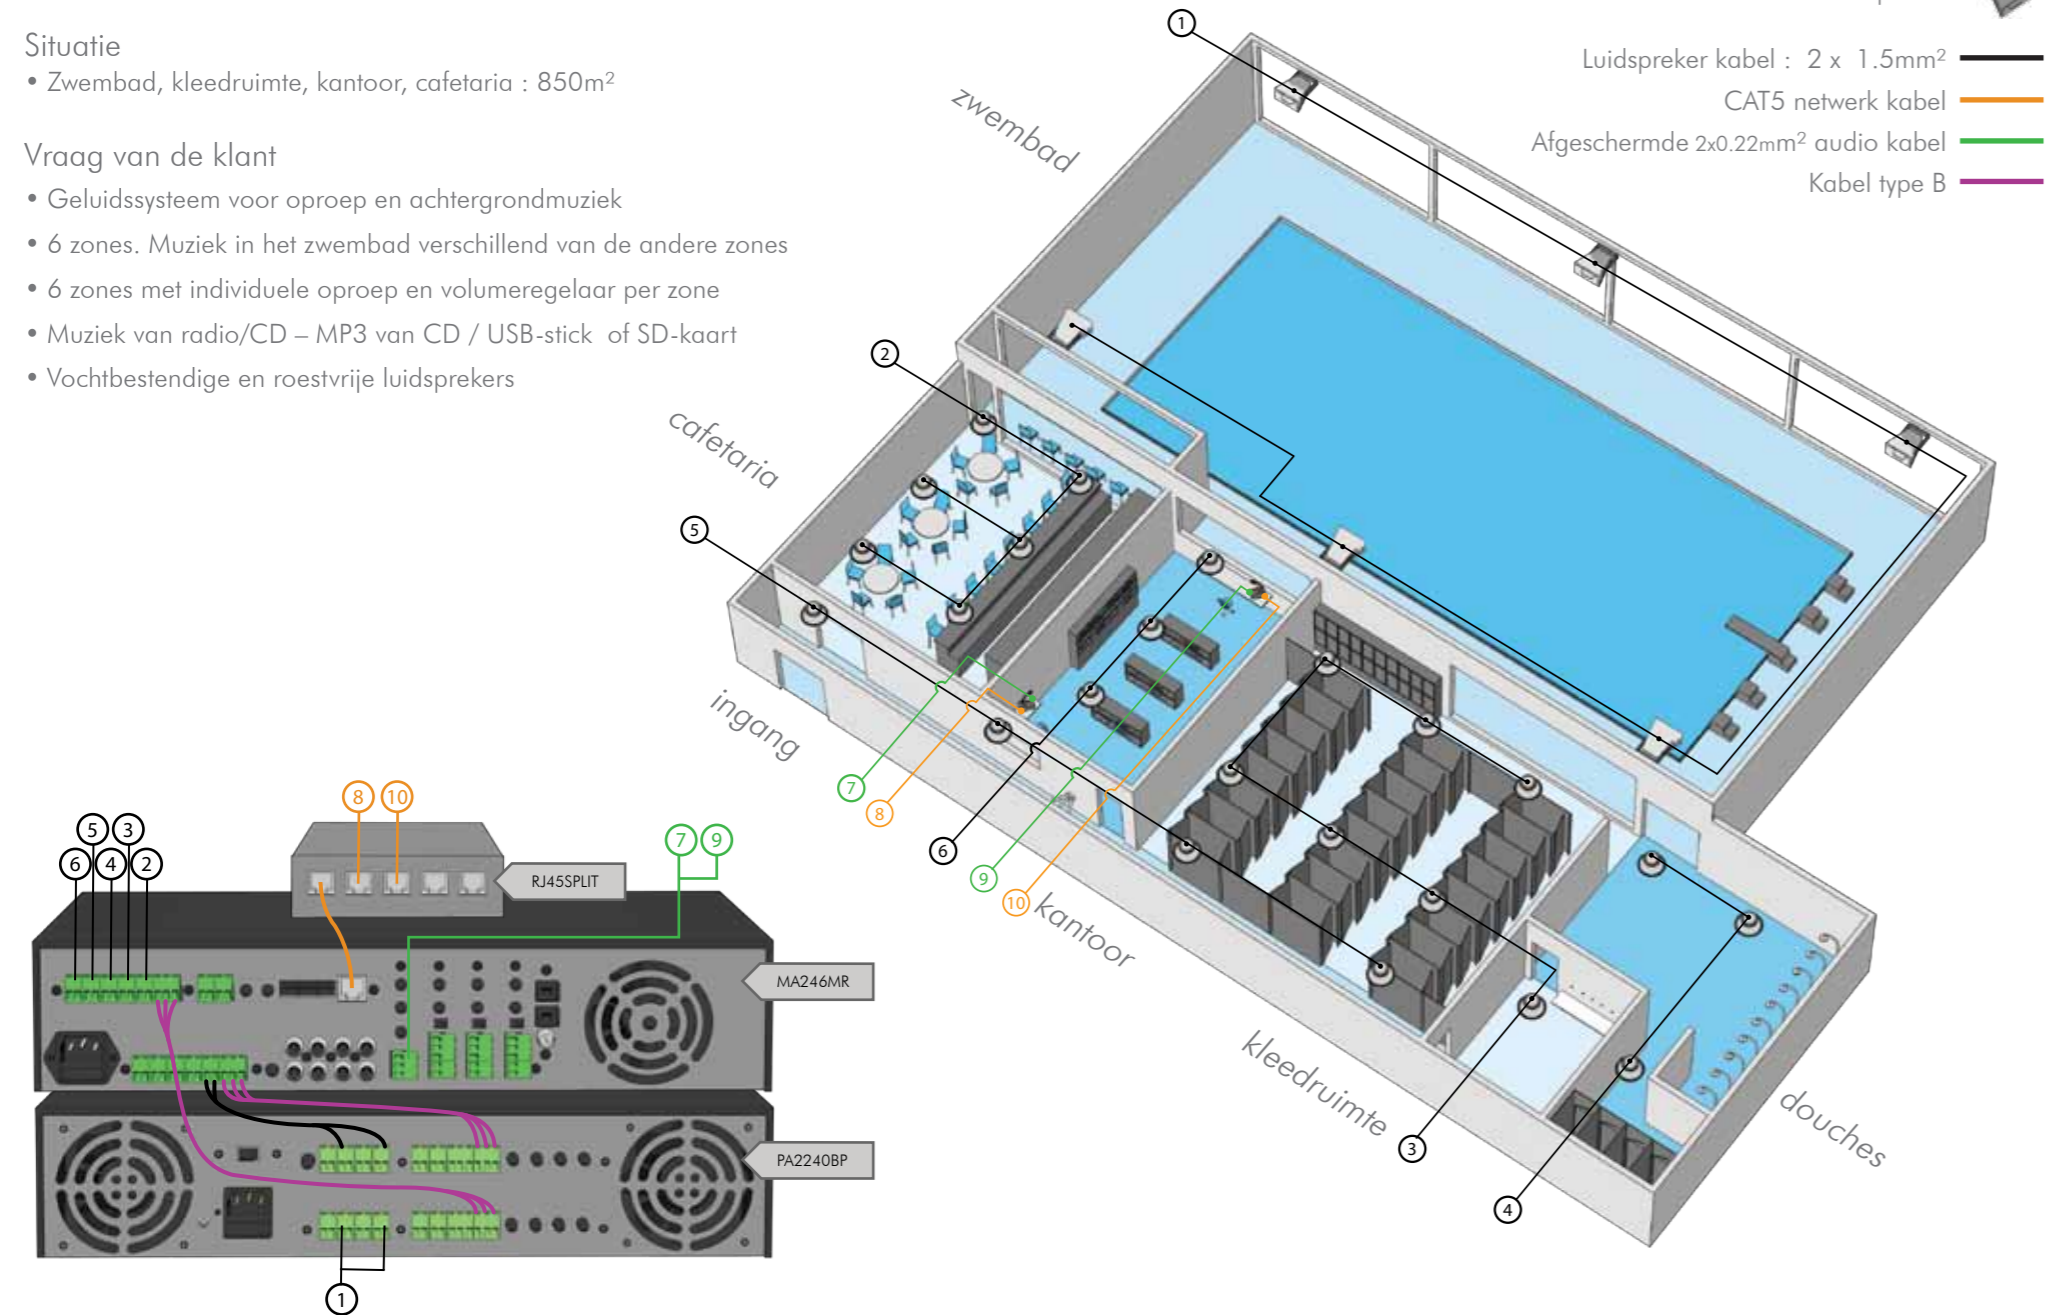 Situatie
• Zwembad, kleedruimte, kantoor, cafetaria : 850m²
Vraag van de klant
• Geluidssysteem voor oproep en achtergrondmuziek
• 6 zones. Muziek in het zwembad verschillend van de andere zones
• 6 zones met individuele oproep en volumeregelaar per zone
• Muziek van radio/CD – MP3 van CD / USB-stick of SD-kaart
• Vochtbestendige en roestvrije luidsprekers
Luidspreker kabel : 2 x 1.5mm²
CAT5 netwerk kabel
Afgeschermde 2x0.22mm² audio kabel
Kabel type B
1
zwembad
2
cafetaria
5
ingang
7
8
6
9
10
kantoor
kleedruimte
3
douches
4
8 10
5 3
6 4 2
7 9
RJ45SPLIT
MA246MR
PA2240BP
1